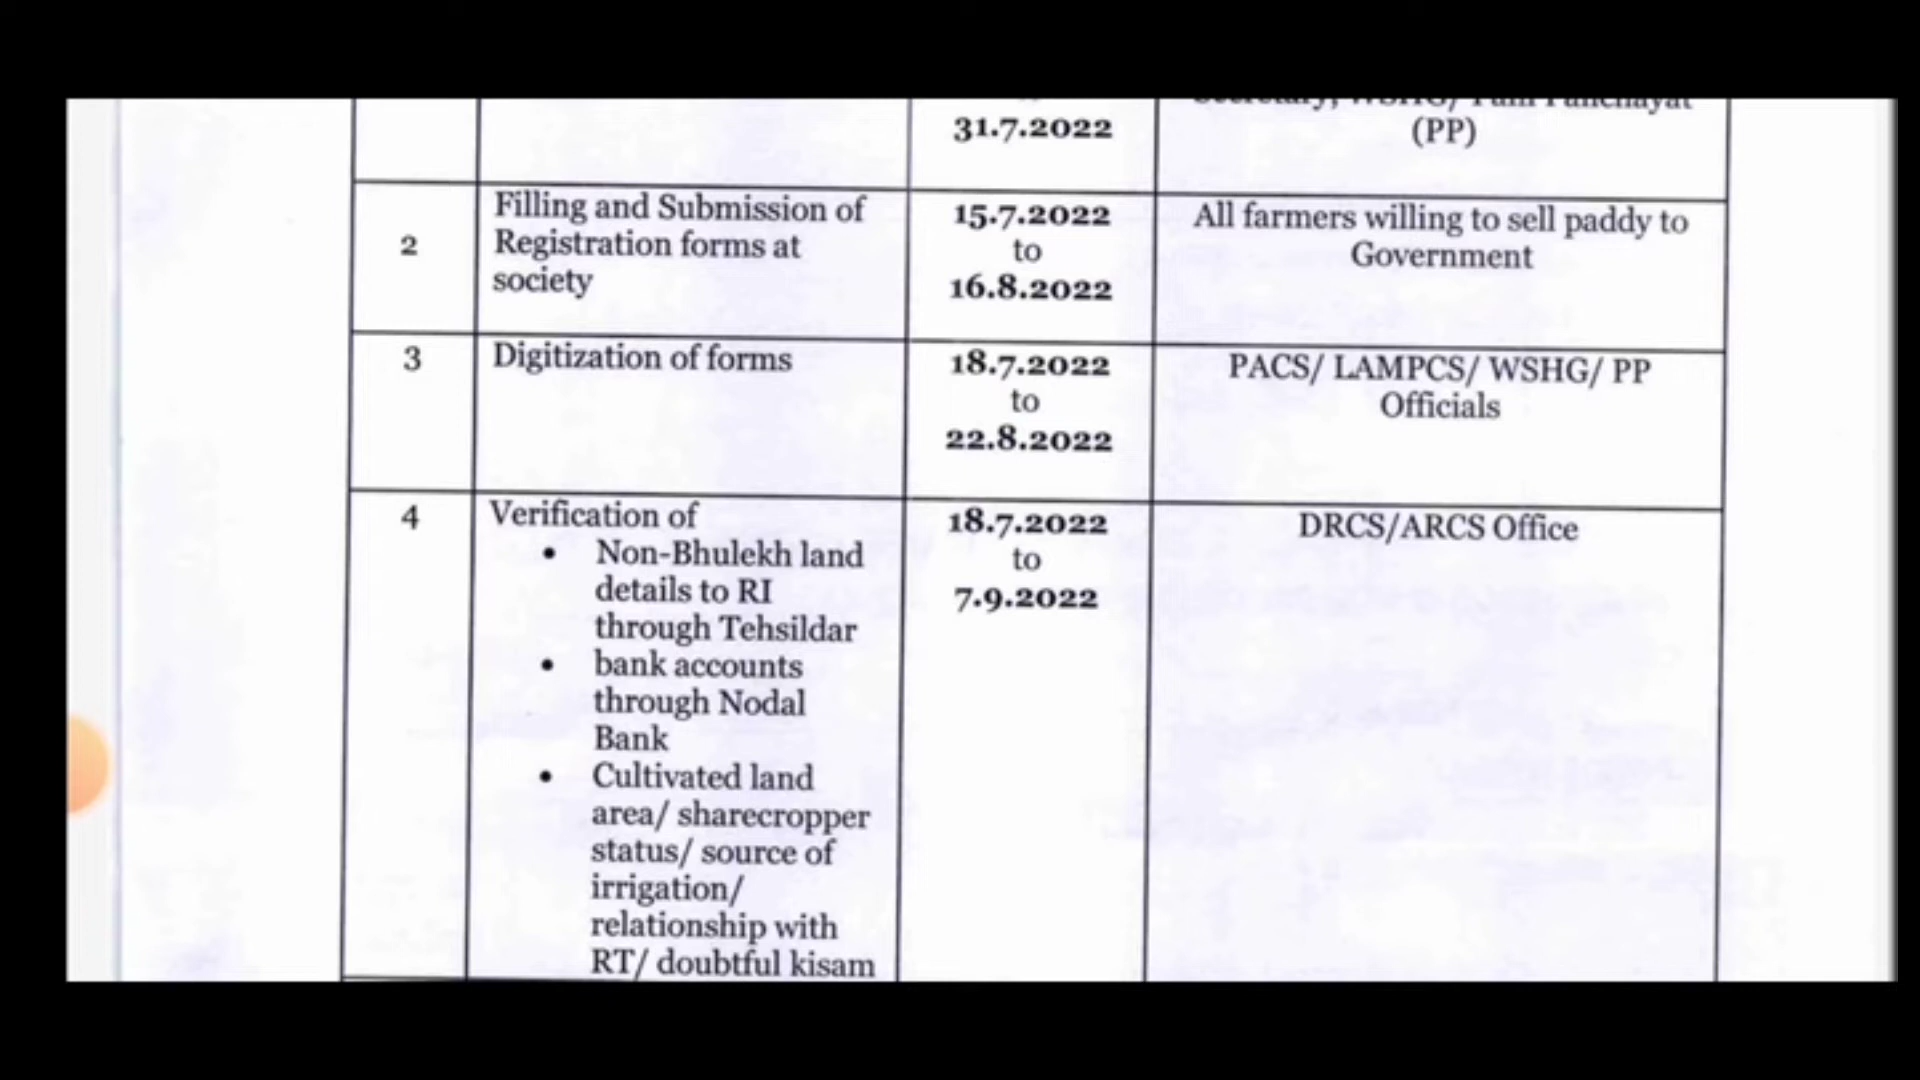 Secretary, WSHG/ Pani Panchayat
31.7.2022
(PP)
2
Filling and Submission of
Registration forms at
society
15.7.2022
to
16.8.2022
All farmers willing to sell paddy to
Government
3
Digitization of forms
18.7.2022
to
22.8.2022
PACS/ LAMPCS/ WSHG/ PP
Officials
4
Verification of
• Non-Bhulekh land
details to RI
through Tehsildar
• bank accounts
through Nodal
Bank
• Cultivated land
area/ sharecropper
status/ source of
irrigation/
relationship with
RT/ doubtful kisam
18.7.2022
to
7.9.2022
DRCS/ARCS Office